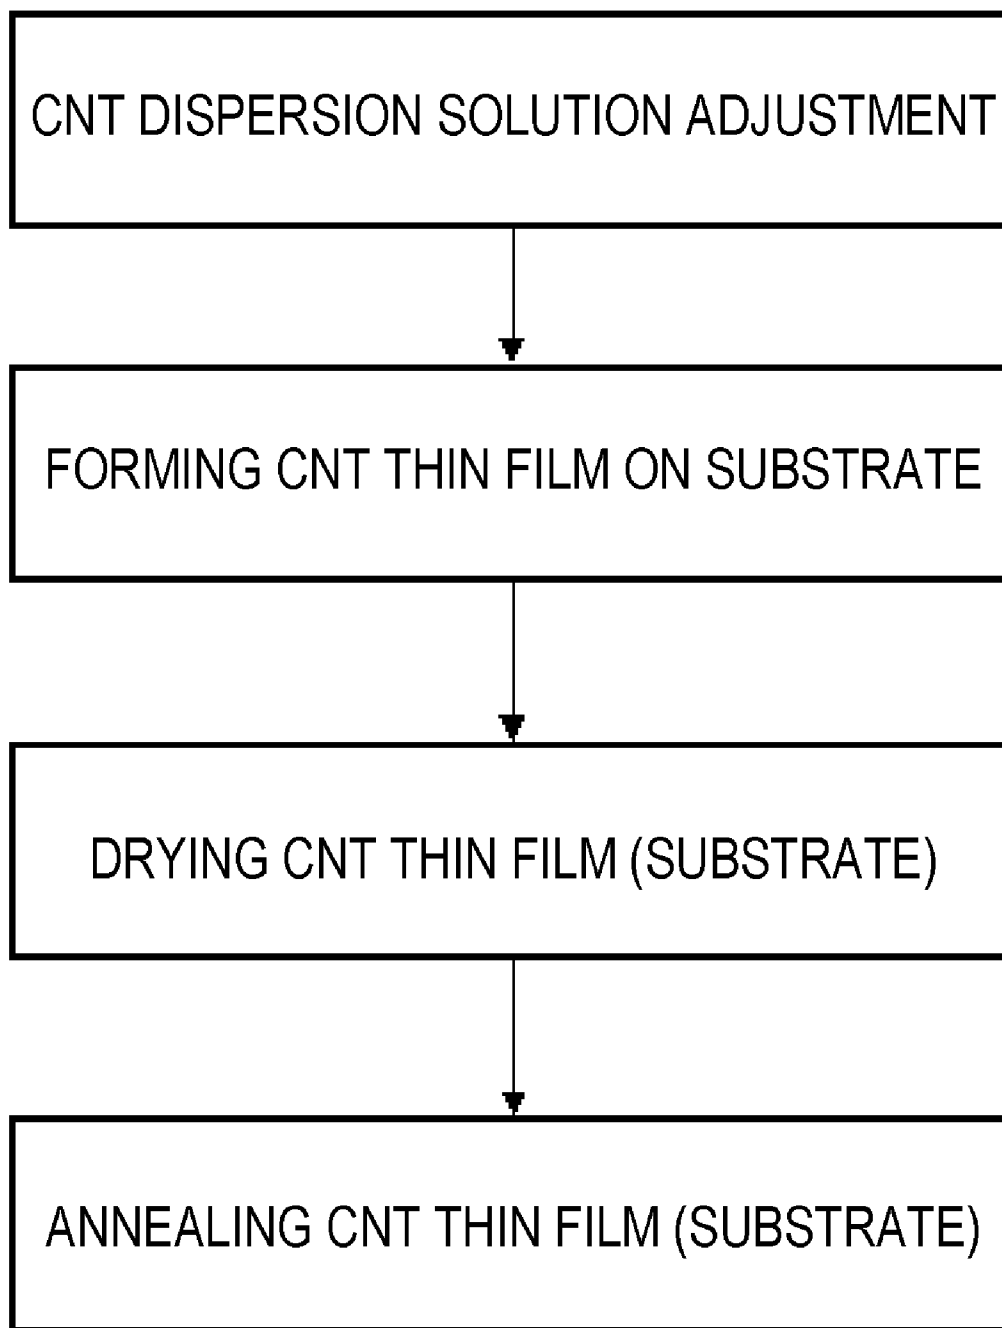 CNT DISPERSION SOLUTION ADJUSTMENT
FORMING CNT THIN FILM ON SUBSTRATE
DRYING CNT THIN FILM (SUBSTRATE)
ANNEALING CNT THIN FILM (SUBSTRATE)